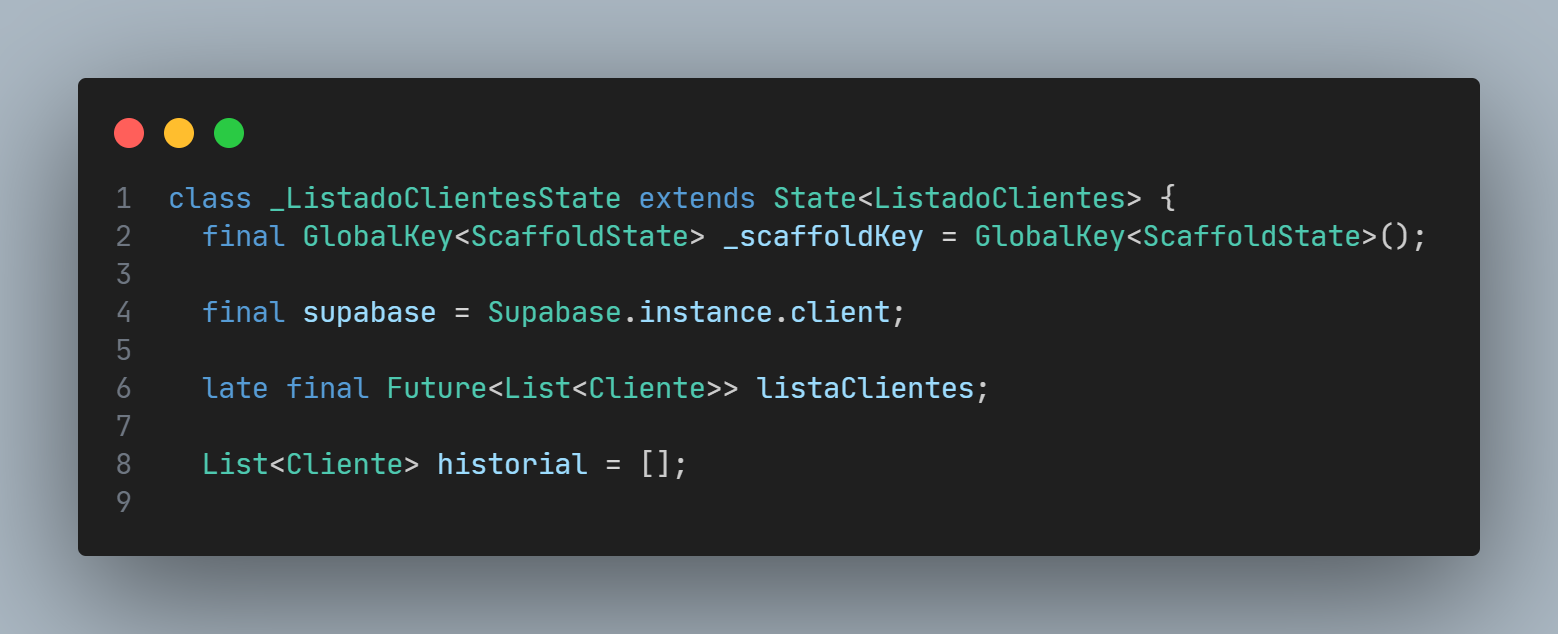 1 class _ListadoClientesState extends State<ListadoClientes> {
2   final GlobalKey<ScaffoldState> _scaffoldKey = GlobalKey<ScaffoldState>();
3
4   final supabase = Supabase.instance.client;
5
6   late final Future<List<Cliente>> listaClientes;
7
8   List<Cliente> historial = [];
9